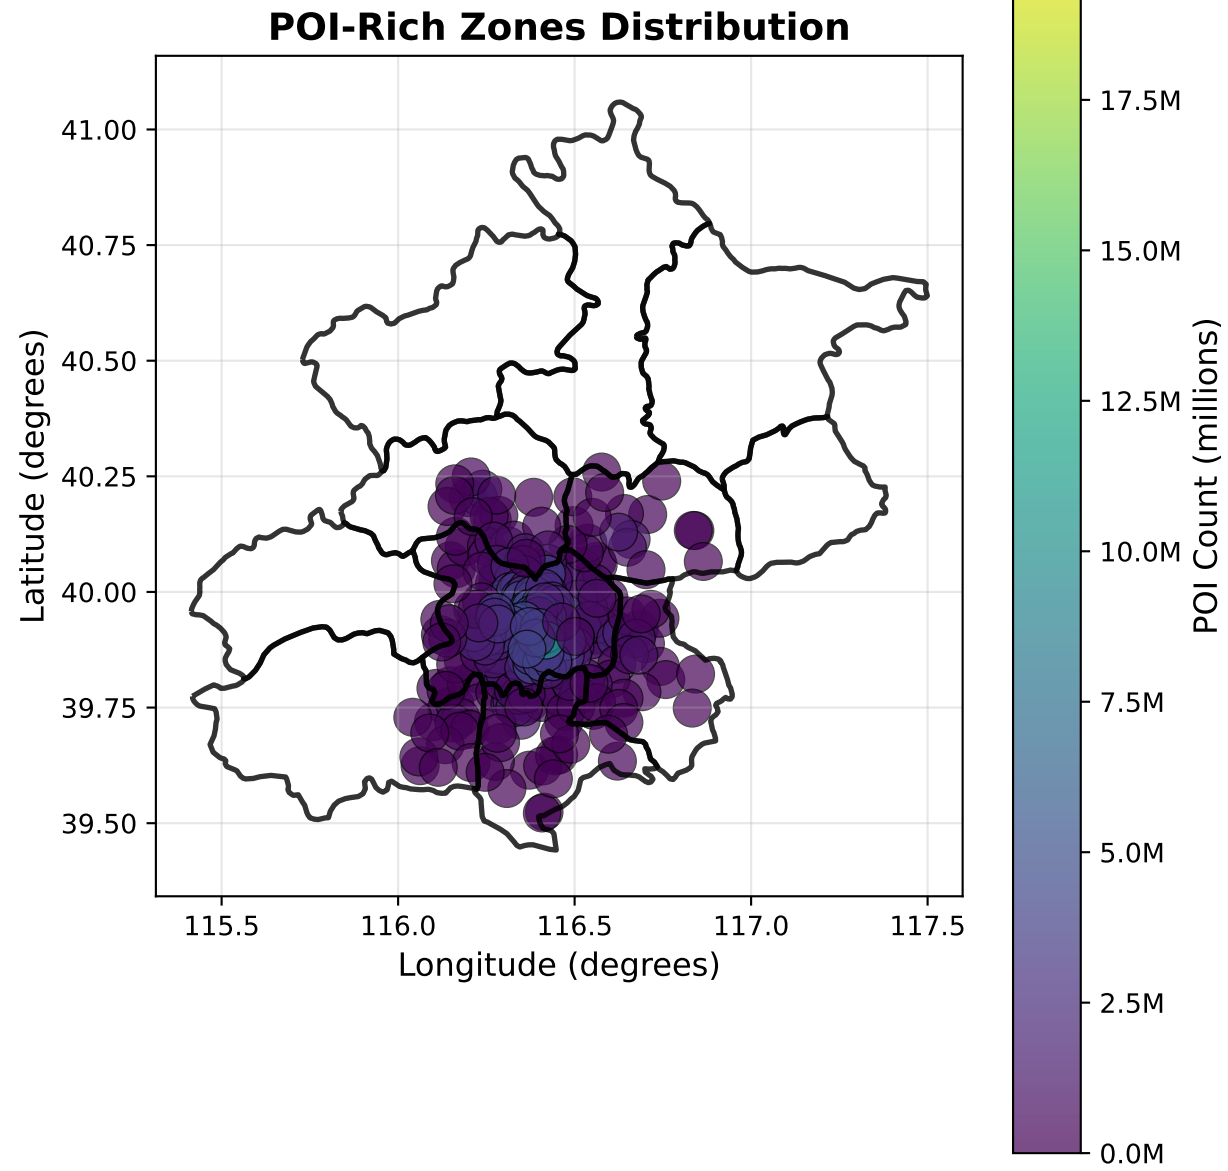 POI-Rich Zones Distribution
41.00
40.75
40.50
40.25
40.00
39.75
39.50
Latitude (degrees)
115.5
116.0
116.5
117.0
117.5
Longitude (degrees)
17.5M
15.0M
12.5M
10.0M
7.5M
5.0M
2.5M
0.0M
POI Count (millions)